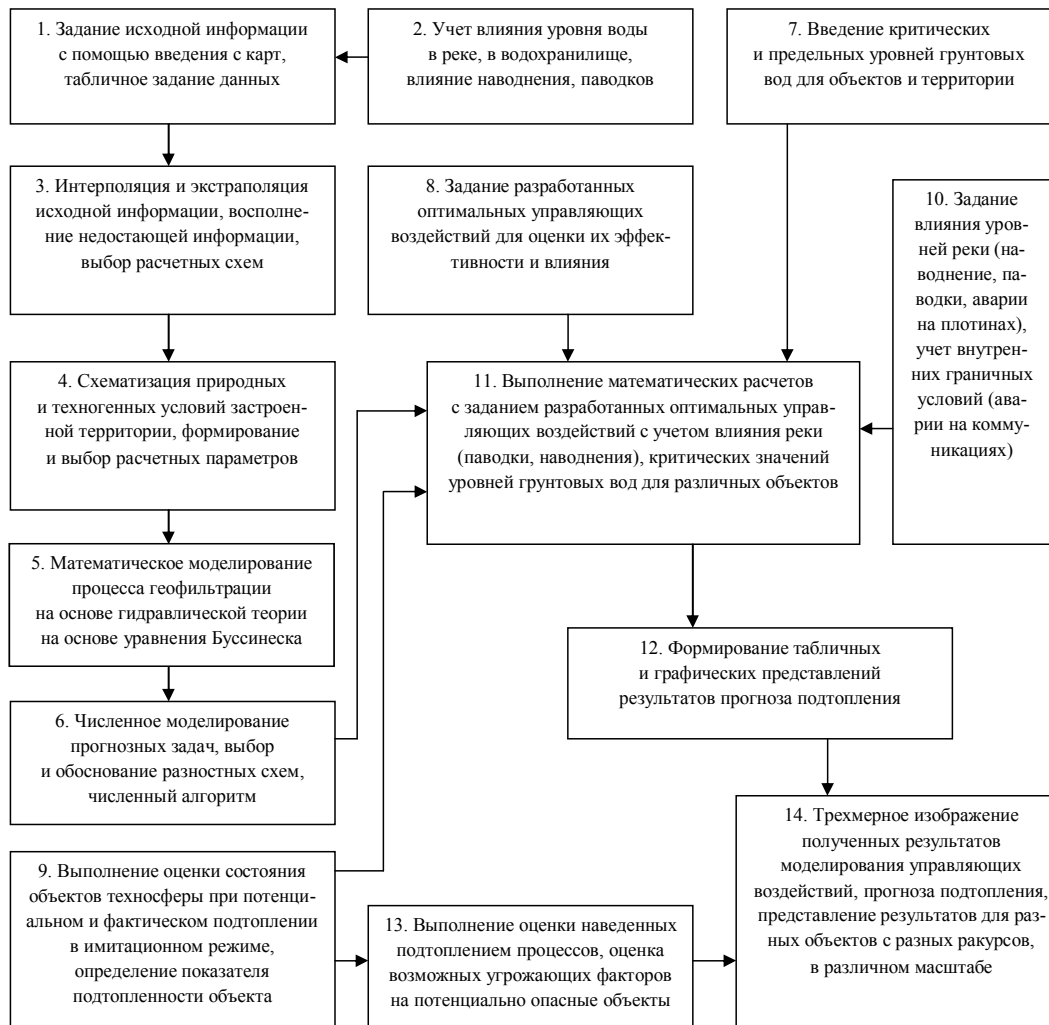 1. Задание исходной информации
с помощью введения с карт,
табличное задание данных
2. Учет влияния уровня воды
в реке, в водохранилище,
влияние наводнения, паводков
7. Введение критических
и предельных уровней грунтовых
вод для объектов и территории
3. Интерполяция и экстраполяция
исходной информации, восполне-
ние недостающей информации,
выбор расчетных схем
8. Задание разработанных
оптимальных управляющих
воздействий для оценки их эффек-
тивности и влияния
10. Задание
влияния уров-
ней реки (на-
воднение, па-
водки, аварии
на плотинах),
учет внутрен-
них граничных
условий (ава-
рии на комму-
никациях)
4. Схематизация природных
и техногенных условий застроен-
ной территории, формирование
и выбор расчетных параметров
11. Выполнение математических расчетов
с заданием разработанных оптимальных управ-
ляющих воздействий с учетом влияния реки
(паводки, наводнения), критических значений
уровней грунтовых вод для различных объектов
5. Математическое моделирование
процесса геофильтрации
на основе гидравлической теории
на основе уравнения Буссинеска
12. Формирование табличных
и графических представлений
результатов прогноза подтопления
6. Численное моделирование
прогнозных задач, выбор
и обоснование разностных схем,
численный алгоритм
9. Выполнение оценки состояния
объектов техносферы при потенци-
альном и фактическом подтоплении
в имитационном режиме,
определение показателя
подтопленности объекта
13. Выполнение оценки наведенных
подтоплением процессов, оценка
возможных угрожающих факторов
на потенциально опасные объекты
14. Трехмерное изображение
полученных результатов
моделирования управляющих
воздействий, прогноза подтопления,
представление результатов для раз-
ных объектов с разных ракурсов,
в различном масштабе